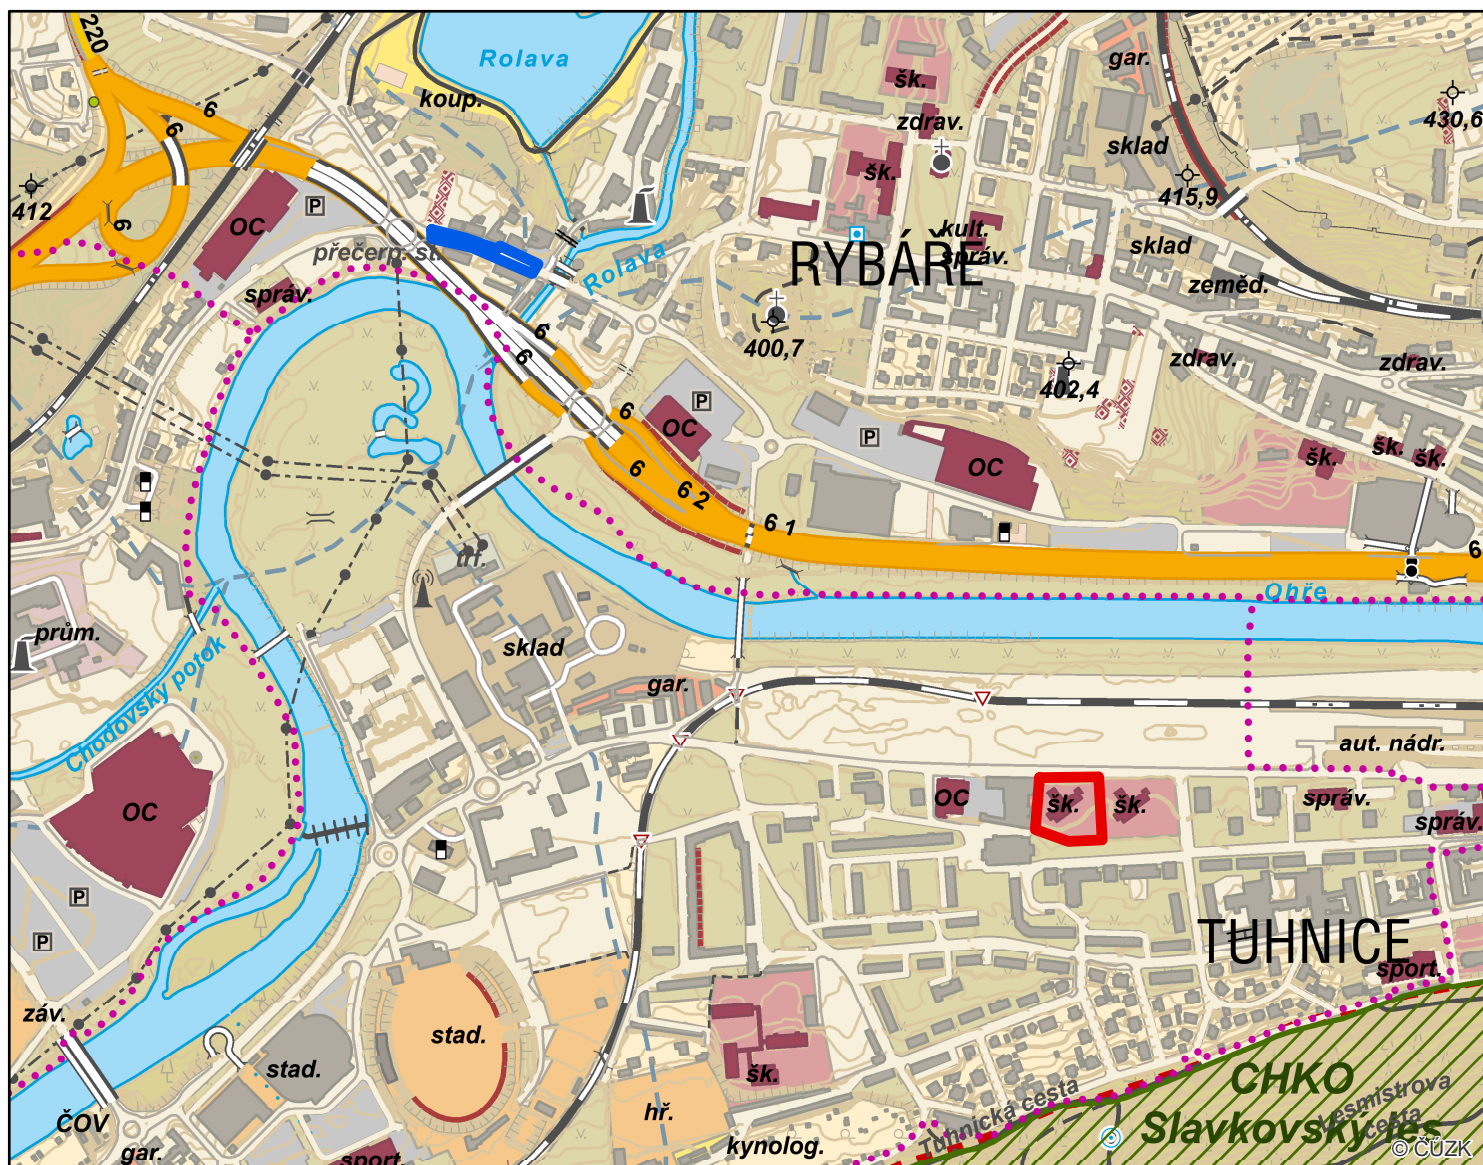 220
Rolava
koup.
šk.
gar.
6
zdrav.
430,6
6
sklad
šk.
415,9
412
6
OC
P
přečerp. st.
kult.
správ.
sklad
RYBÁŘE
Rolava
zeměd.
správ.
6
400,7
6
zdrav.
zdrav.
402,4
6
P
OC
P
šk.
šk.
šk.
OC
6
6 2
6 1
6
trf.
Ohře
prům.
sklad
Chodovský potok
gar.
aut. nádr.
OC
OC
šk.
šk.
správ.
správ.
P
P
TUHNICE
sport.
záv.
stad.
stad.
šk.
CHKO
Slavkovský les
Tuhnická cesta
Lesmistrova
cesta
ČOV
hř.
kynolog.
gar.
sport.
© ČÚZK